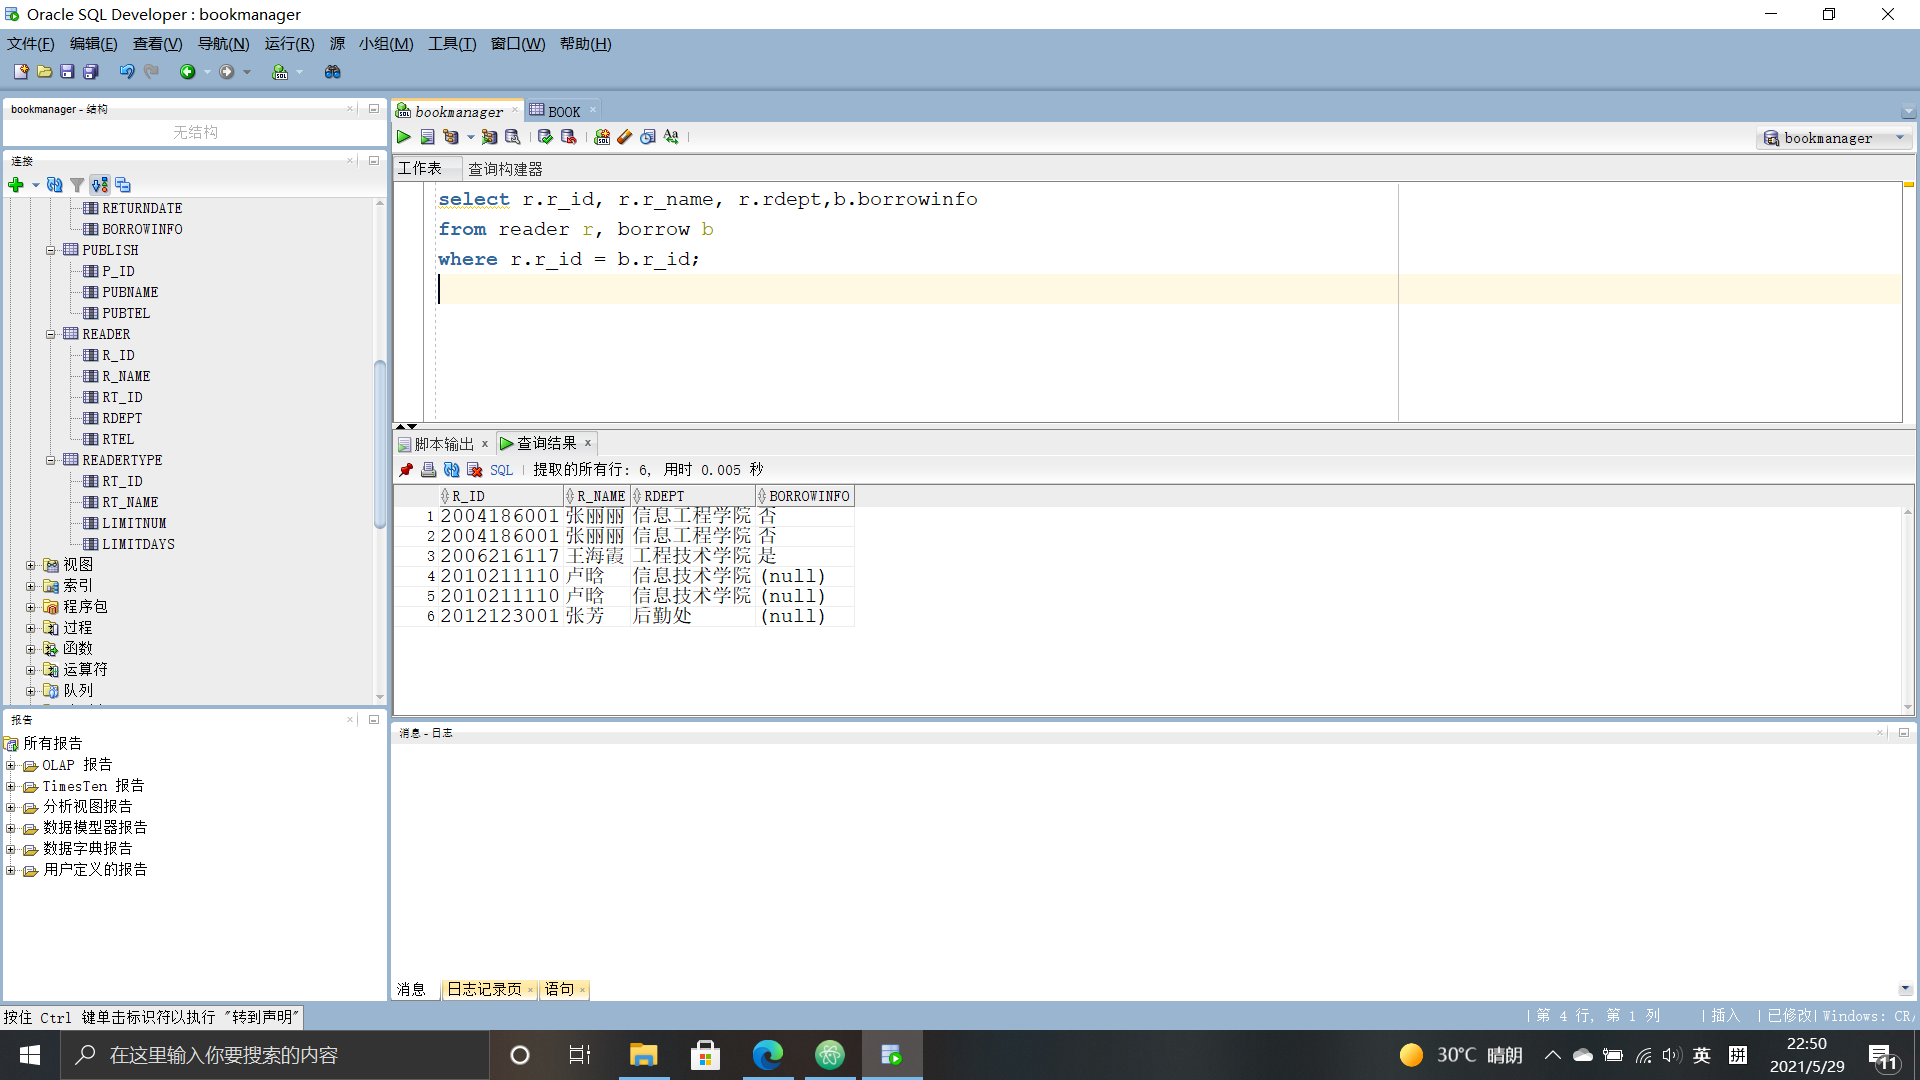 Oracle SQL Developer : bookmanager
文件(F) 编辑(E) 查看(V) 导航(N) 运行(R) 源 小组(M) 工具(T) 窗口(W) 帮助(H)
bookmanager - 结构
无结构
连接
RETURNDATE
BORROWINFO
PUBLISH
P_ID
PUBNAME
PUBTEL
READER
R_ID
R_NAME
RT_ID
RDEPT
RTEL
READERTYPE
RT_ID
RT_NAME
LIMITNUM
LIMITDAYS
视图
索引
程序包
过程
函数
运算符
队列
报告
所有报告
OLAP 报告
TimesTen 报告
分析视图报告
数据模型器报告
数据字典报告
用户定义的报告
bookmanager BOOK
bookmanager
工作表 查询构建器
select r.r_id, r.r_name, r.rdept,b.borrowinfo
from reader r, borrow b
where r.r_id = b.r_id;
脚本输出 查询结果
SQL 提取的所有行: 6, 用时 0.005 秒
R_ID R_NAME RDEPT BORROWINFO
1 2004186001 张丽丽 信息工程学院 否
2 2004186001 张丽丽 信息工程学院 否
3 2006216117 王海霞 工程技术学院 是
4 2010211110 卢晗 信息技术学院 (null)
5 2010211110 卢晗 信息技术学院 (null)
6 2012123001 张芳 后勤处 (null)
消息 - 日志
消息 日志记录页 语句
按住 Ctrl 键单击标识符以执行 "转到声明"
第 4 行, 第 1 列 插入 已修改 Windows: CR/
在这里输入你要搜索的内容
30°C 晴朗
英
拼
22:50
2021/5/29
11